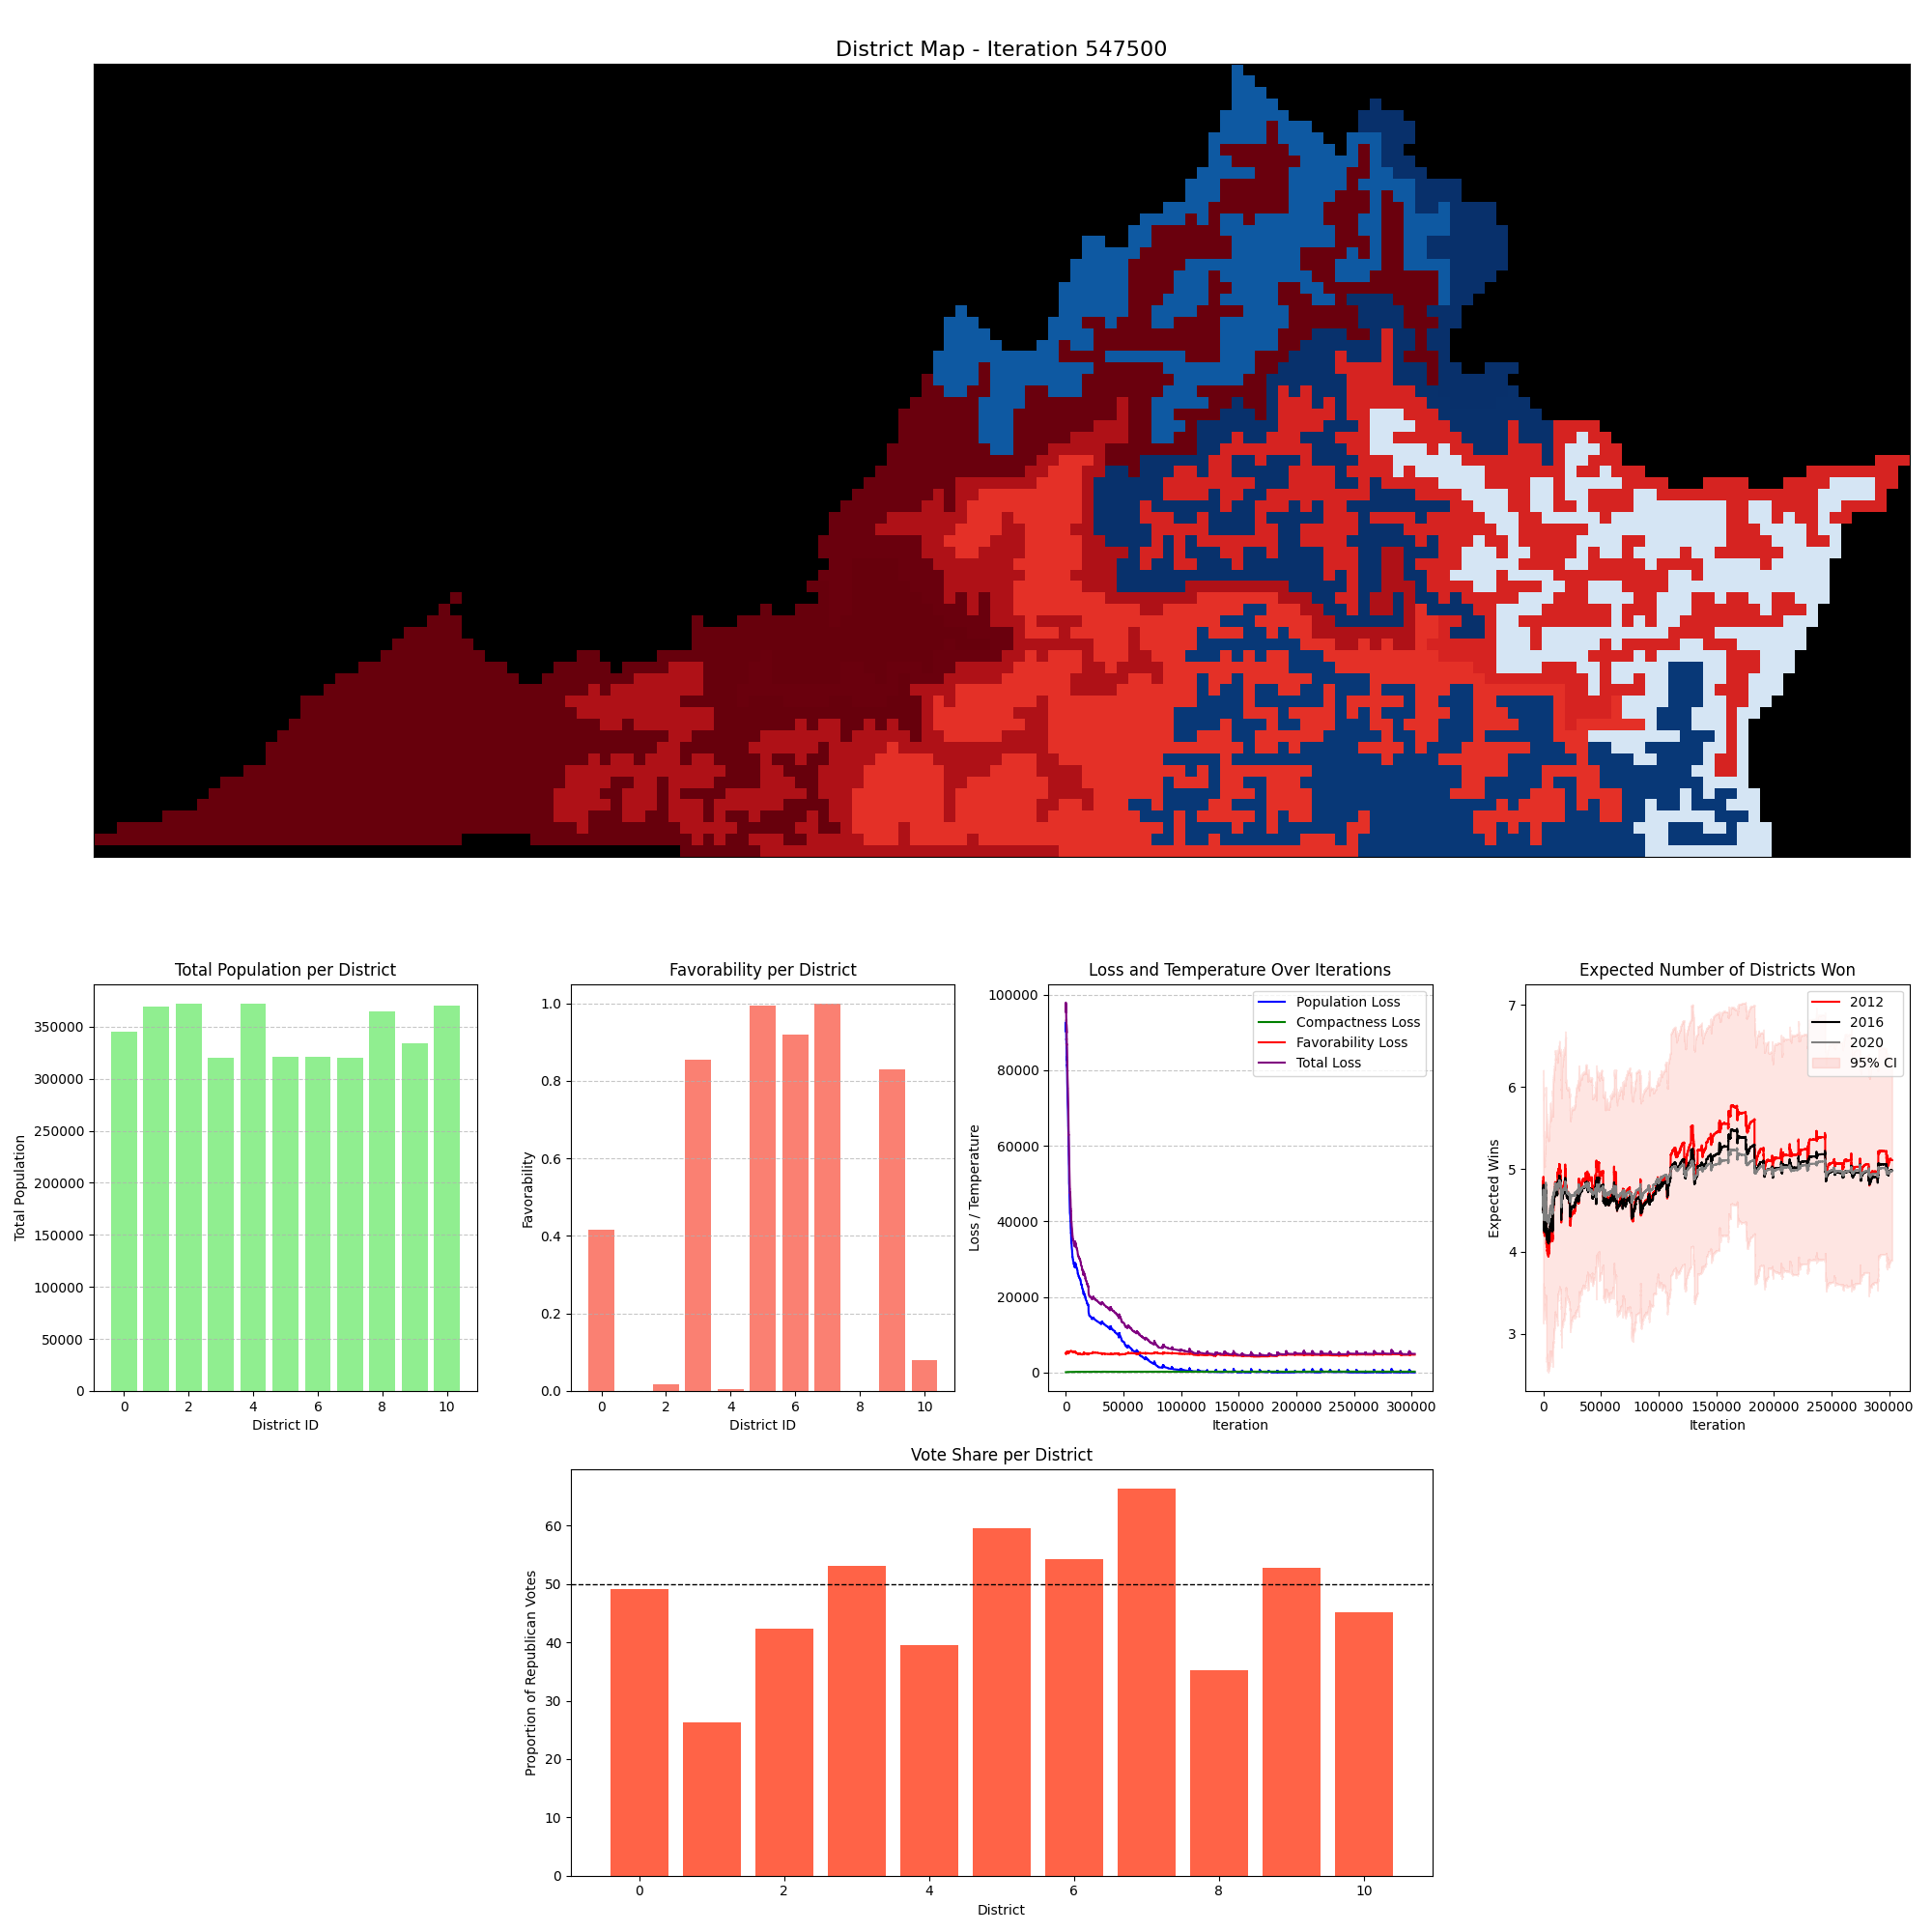 District Map - Iteration 547500
Total Population per District
Total Population
350000
300000
250000
200000
150000
100000
50000
0
0 2 4 6 8 10
District ID
Favorability per District
Favorability
1.0
0.8
0.6
0.4
0.2
0.0
0 2 4 6 8 10
District ID
Loss and Temperature Over Iterations
Loss / Temperature
100000
80000
60000
40000
20000
0
Population Loss
Compactness Loss
Favorability Loss
Total Loss
0 50000 100000 150000 200000 250000 300000
Iteration
Expected Number of Districts Won
Expected Wins
7
6
5
4
3
2012
2016
2020
95% CI
0 50000 100000 150000 200000 250000 300000
Iteration
Vote Share per District
Proportion of Republican Votes
60
50
40
30
20
10
0
0 2 4 6 8 10
District